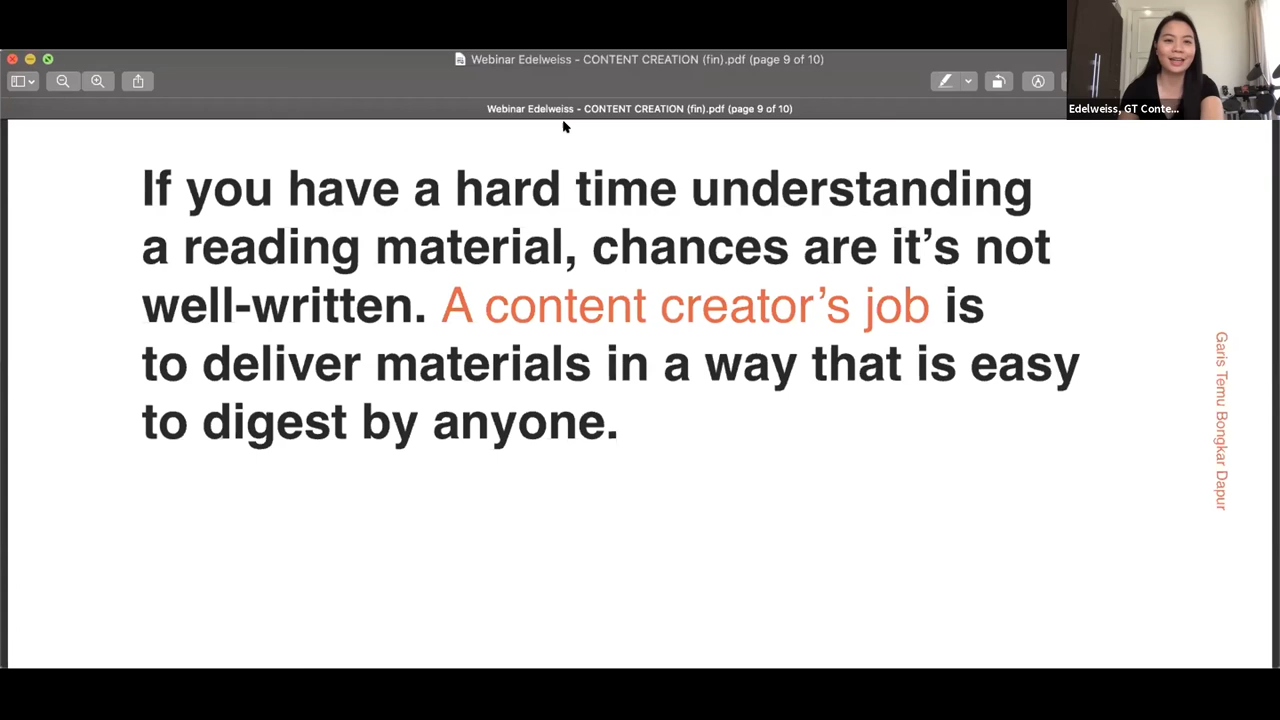 Webinar Edelweiss - CONTENT CREATION (fin).pdf (page 9 of 10)
Webinar Edelweiss - CONTENT CREATION (fin).pdf (page 9 of 10)
Edelweiss, GT Conte...
If you have a hard time understanding
a reading material, chances are it’s not
well-written. A content creator’s job is
to deliver materials in a way that is easy
to digest by anyone.
Garis Temu Bongkar Dapur